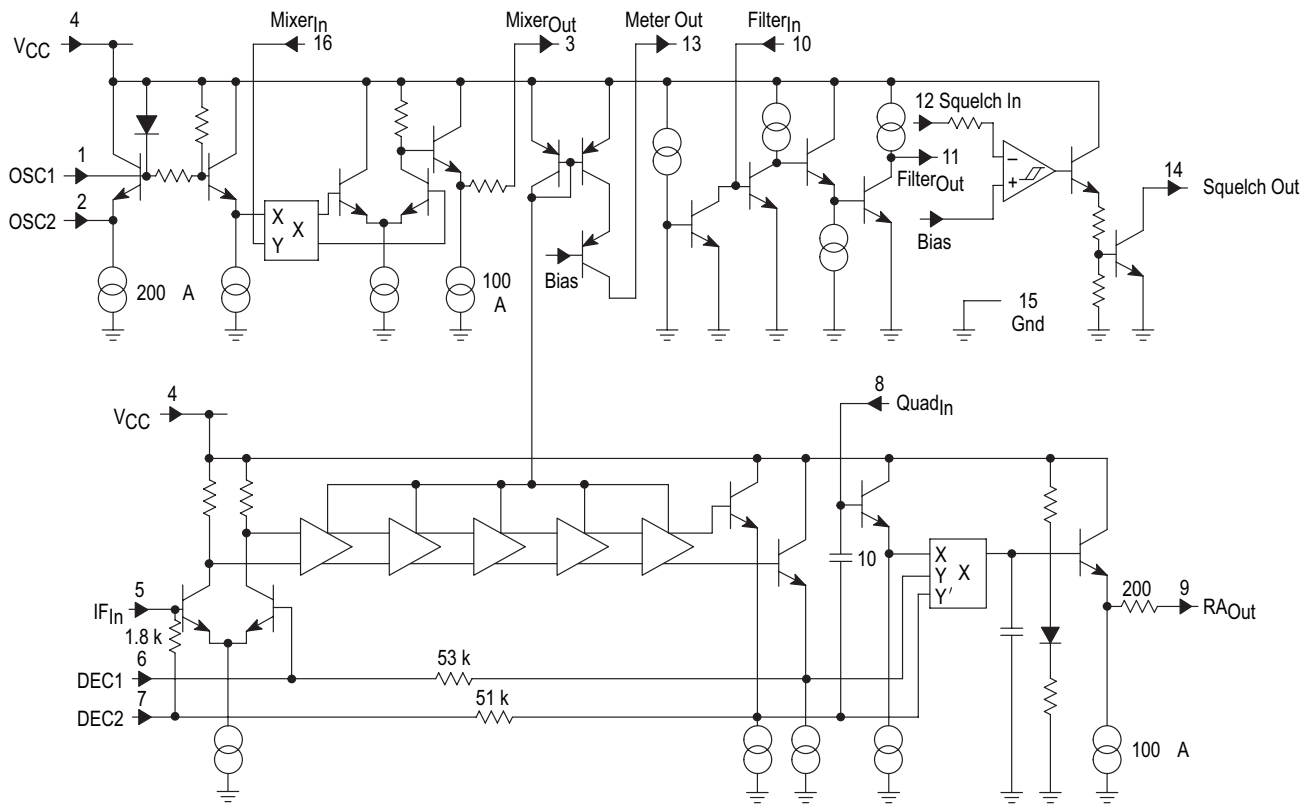 4
VCC
MixerIn
16
MixerOut
3
Meter Out
13
FilterIn
10
12 Squelch In
1
OSC1
2
OSC2
X
Y
X
200 A
100
A
Bias
11
FilterOut
Bias
−
+
14
Squelch Out
15
Gnd
4
VCC
8
QuadIn
10
X
Y
Y'
X
5
IFIn
1.8 k
6
DEC1
7
DEC2
53 k
51 k
200
9
RAOut
100 A